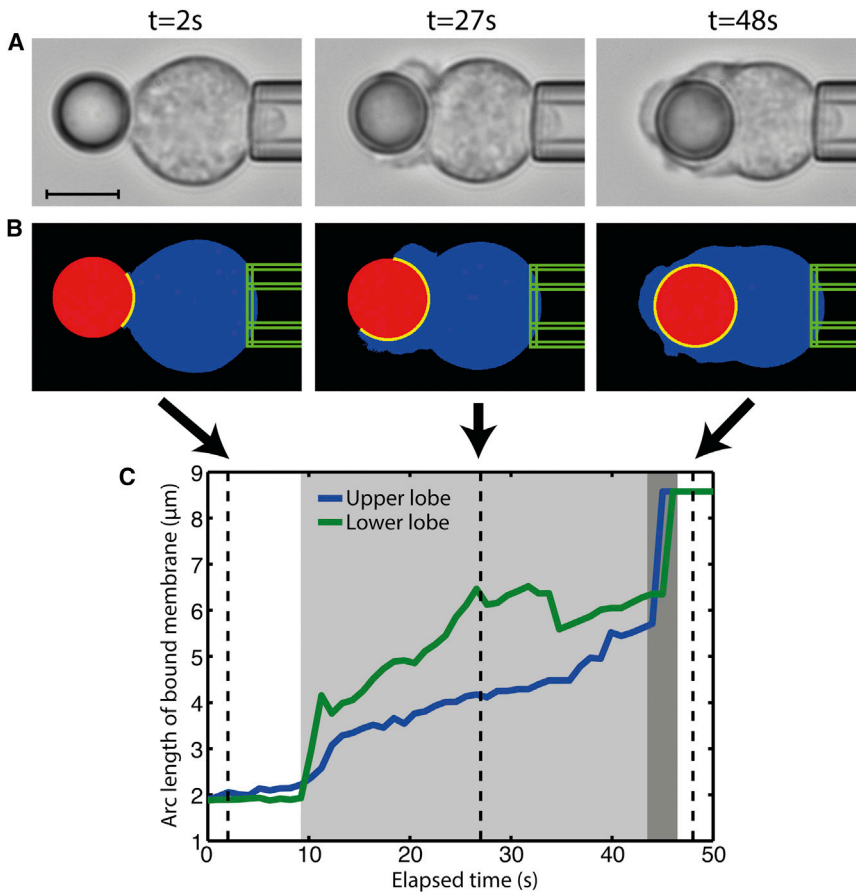 t=2s t=27s t=48s
A
B
C
9
8
7
6
5
4
3
2
1
Arc length of bound membrane (μm)
Upper lobe
Lower lobe
0 10 20 30 40 50
Elapsed time (s)